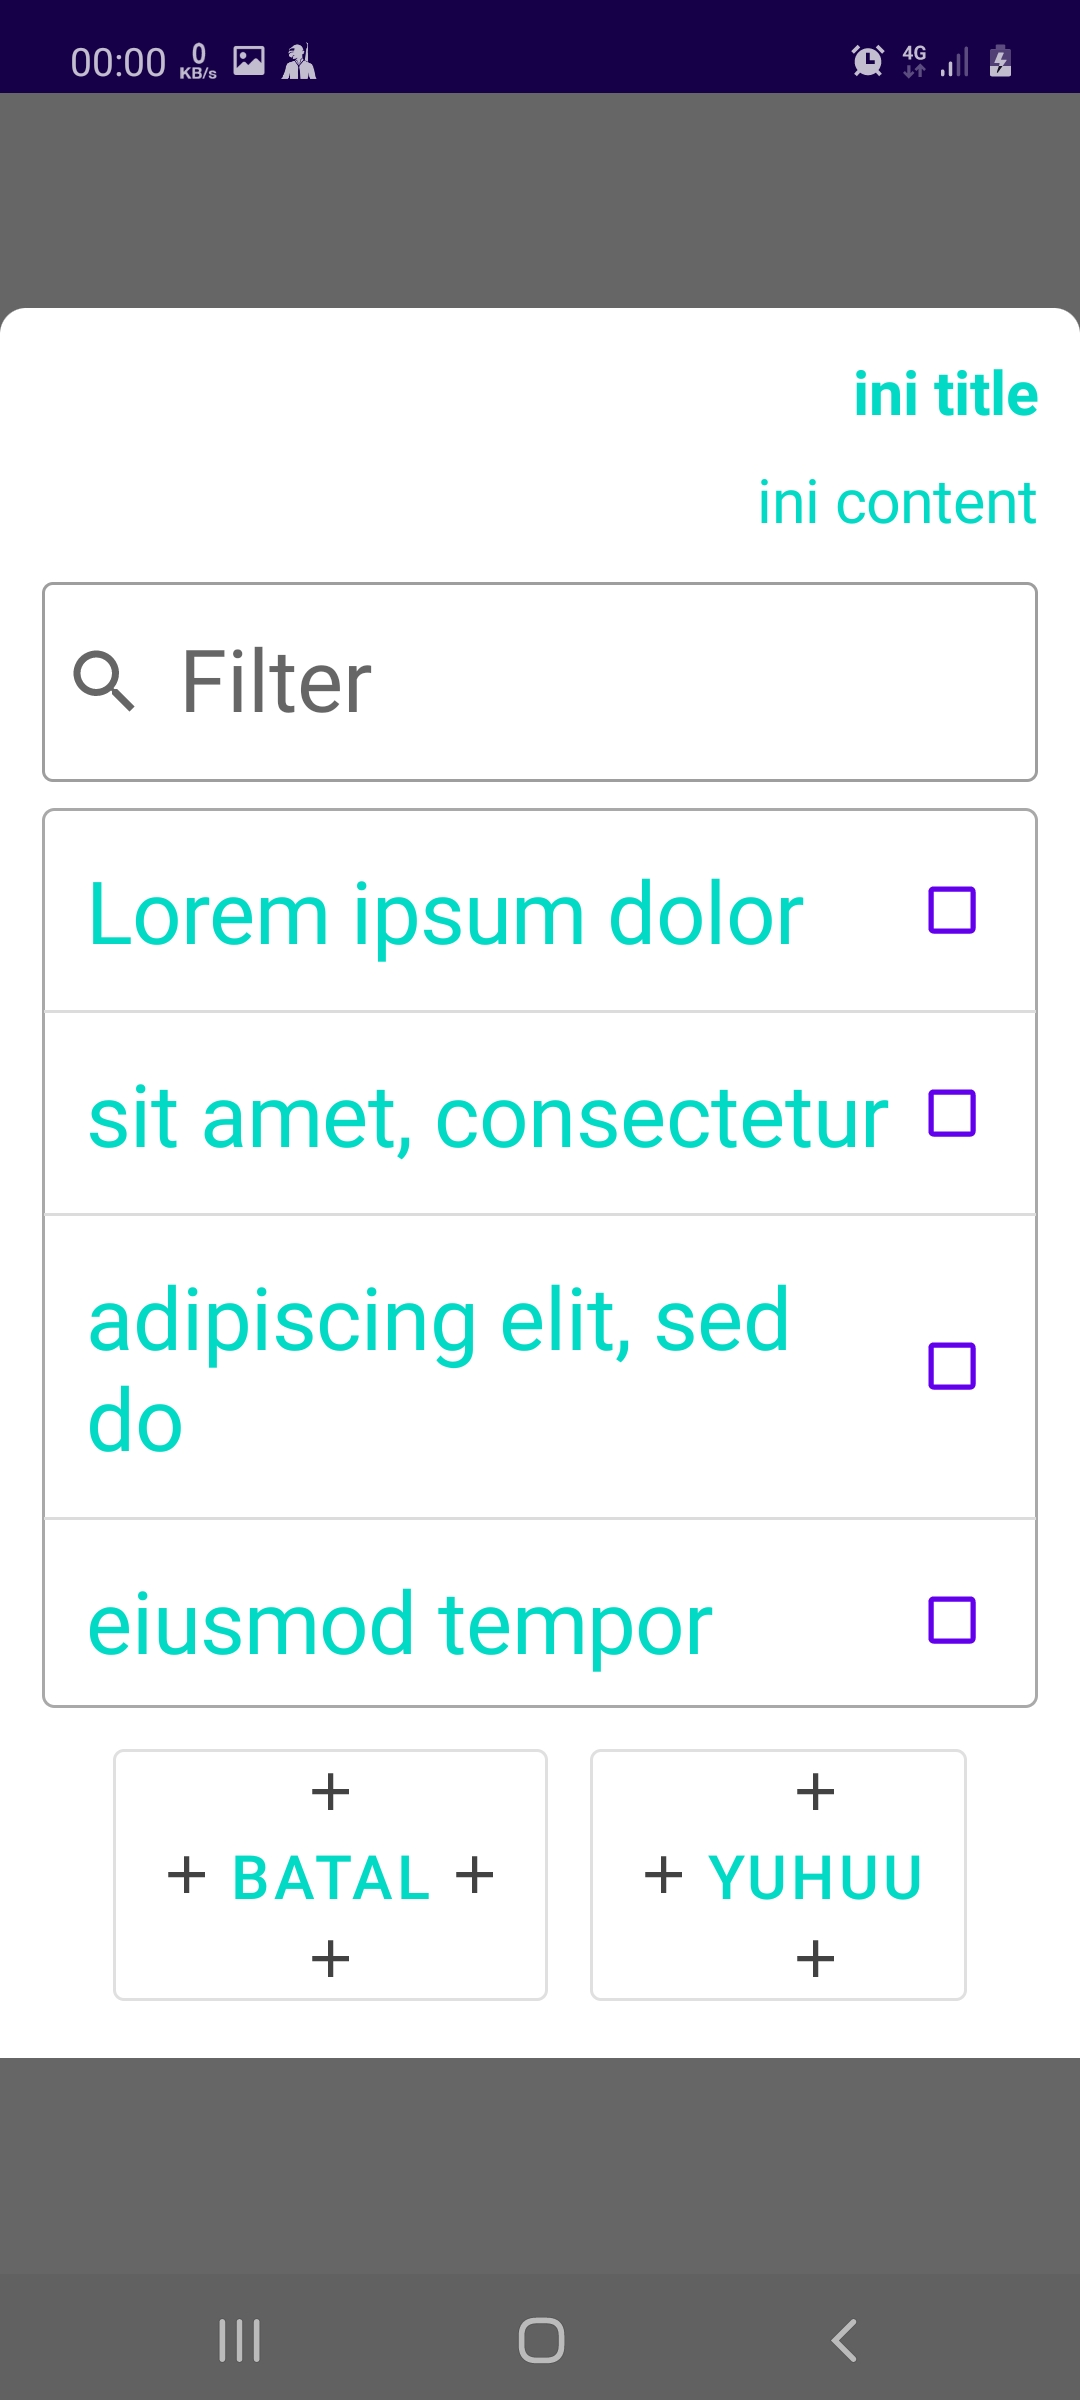 00:00 0 KB/s 4G
ini title
ini content
Filter
Lorem ipsum dolor
sit amet, consectetur
adipiscing elit, sed
do
eiusmod tempor
BATAL YUHUU